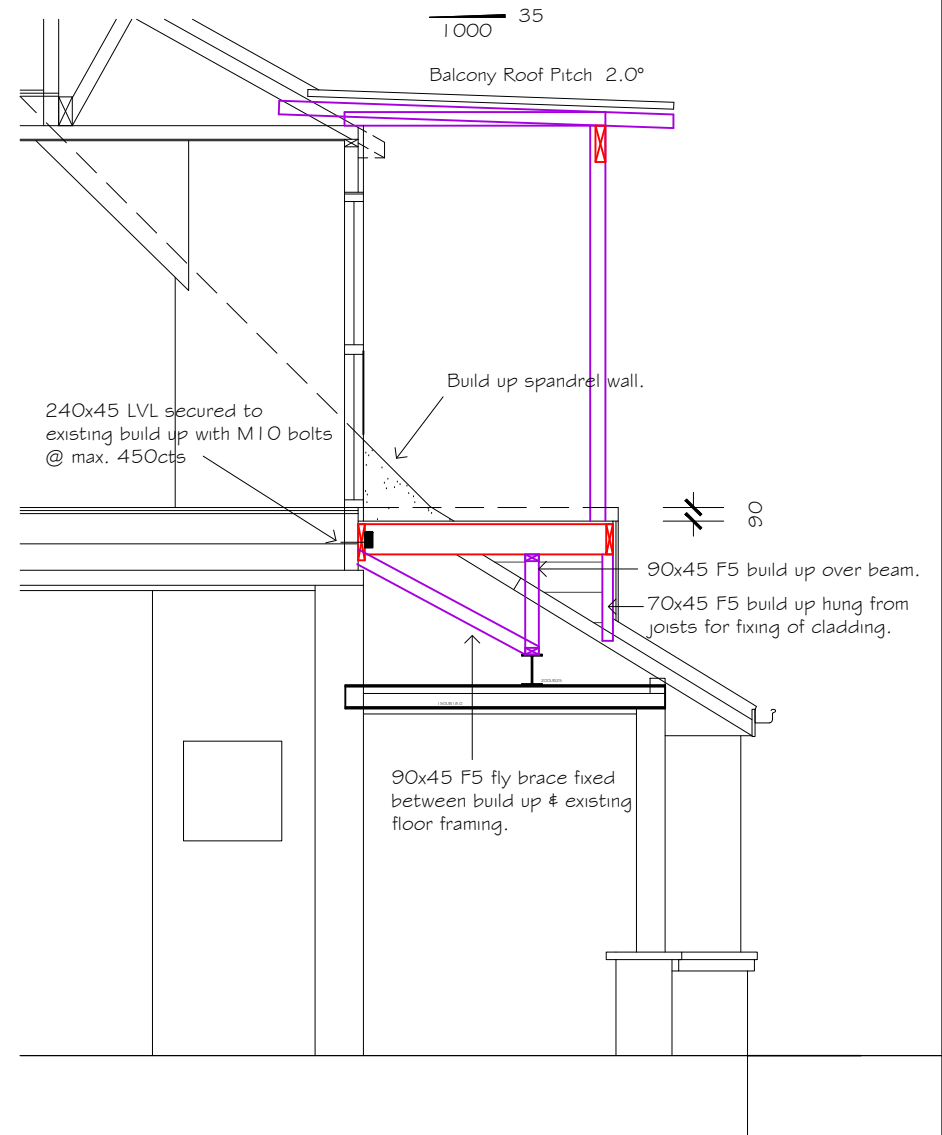 35
1000
Balcony Roof Pitch 2.0°
Build up spandrel wall.
240x45 LVL secured to
existing build up with M10 bolts
@ max. 450cts
90
90x45 F5 build up over beam.
70x45 F5 build up hung from
joists for fixing of cladding.
90x45 F5 fly brace fixed
between build up & existing
floor framing.